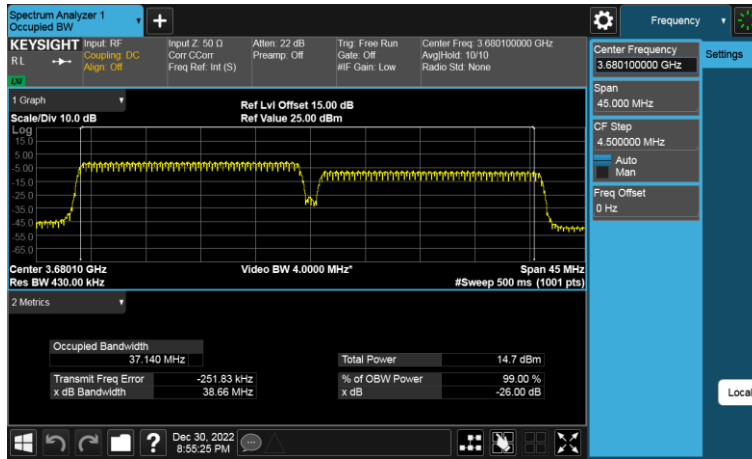 Spectrum Analyzer 1
Occupied BW
Frequency
KEYSIGHT
RL
LXI
Input: RF
Coupling: DC
Align: Off
Input Z: 50 Ω
Corr CCorr
Freq Ref: Int (S)
Atten: 22 dB
Preamp: Off
Trig: Free Run
Gate: Off
#IF Gain: Low
Center Freq: 3.680100000 GHz
Avg|Hold: 10/10
Radio Std: None
Center Frequency
3.680100000 GHz
Settings
Span
45.000 MHz
CF Step
4.500000 MHz
Auto
Man
Freq Offset
0 Hz
Local
1 Graph
Scale/Div 10.0 dB
Ref Lvl Offset 15.00 dB
Ref Value 25.00 dBm
Log
15.0
5.00
-5.00
-15.0
-25.0
-35.0
-45.0
-55.0
-65.0
Center 3.68010 GHz
Res BW 430.00 kHz
Video BW 4.0000 MHz*
Span 45 MHz
#Sweep 500 ms (1001 pts)
2 Metrics
Occupied Bandwidth
37.140 MHz
Total Power 14.7 dBm
Transmit Freq Error -251.83 kHz
% of OBW Power 99.00 %
x dB Bandwidth 38.66 MHz
x dB -26.00 dB
?
Dec 30, 2022
8:55:25 PM